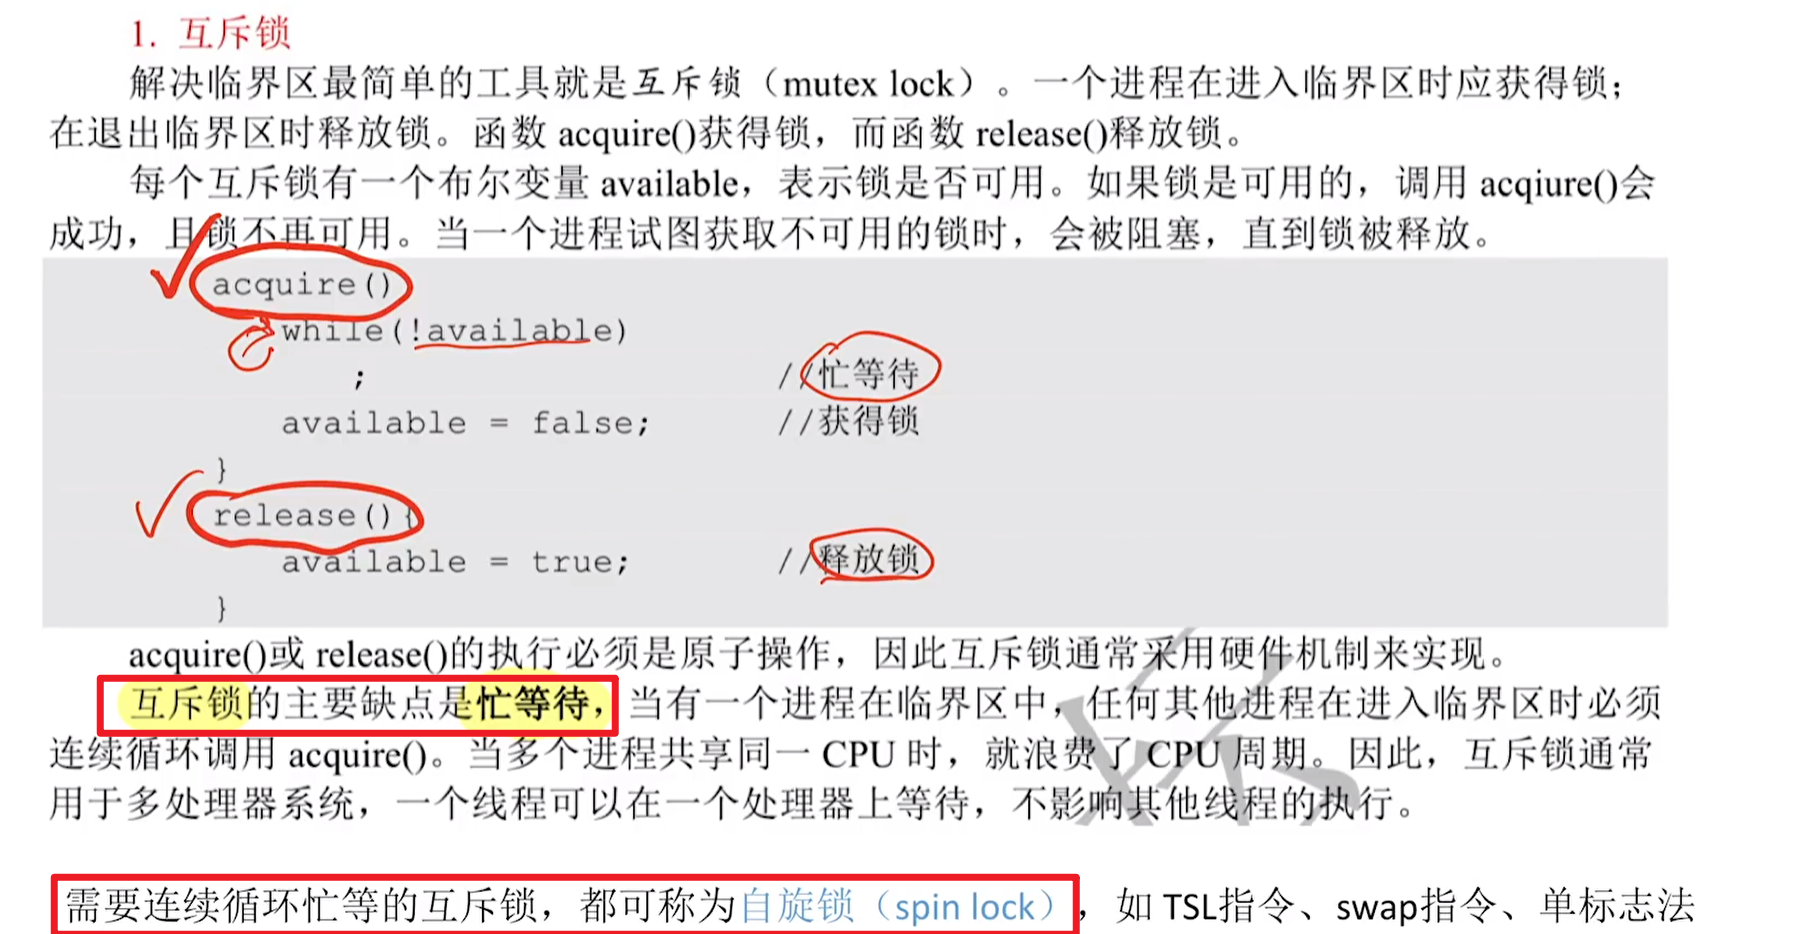 1. 互斥锁
解决临界区最简单的工具就是互斥锁（mutex lock）。一个进程在进入临界区时应获得锁；
在退出临界区时释放锁。函数 acquire()获得锁，而函数 release()释放锁。
每个互斥锁有一个布尔变量 available，表示锁是否可用。如果锁是可用的，调用 acqiure()会
成功，且锁不再可用。当一个进程试图获取不可用的锁时，会被阻塞，直到锁被释放。
acquire()
while(!available)
; //忙等待
available = false; //获得锁
}
release(){
available = true; //释放锁
}
acquire()或 release()的执行必须是原子操作，因此互斥锁通常采用硬件机制来实现。
互斥锁的主要缺点是忙等待，当有一个进程在临界区中，任何其他进程在进入临界区时必须
连续循环调用 acquire()。当多个进程共享同一 CPU 时，就浪费了 CPU 周期。因此，互斥锁通常
用于多处理器系统，一个线程可以在一个处理器上等待，不影响其他线程的执行。
需要连续循环忙等的互斥锁，都可称为自旋锁（spin lock），如 TSL指令、swap指令、单标志法